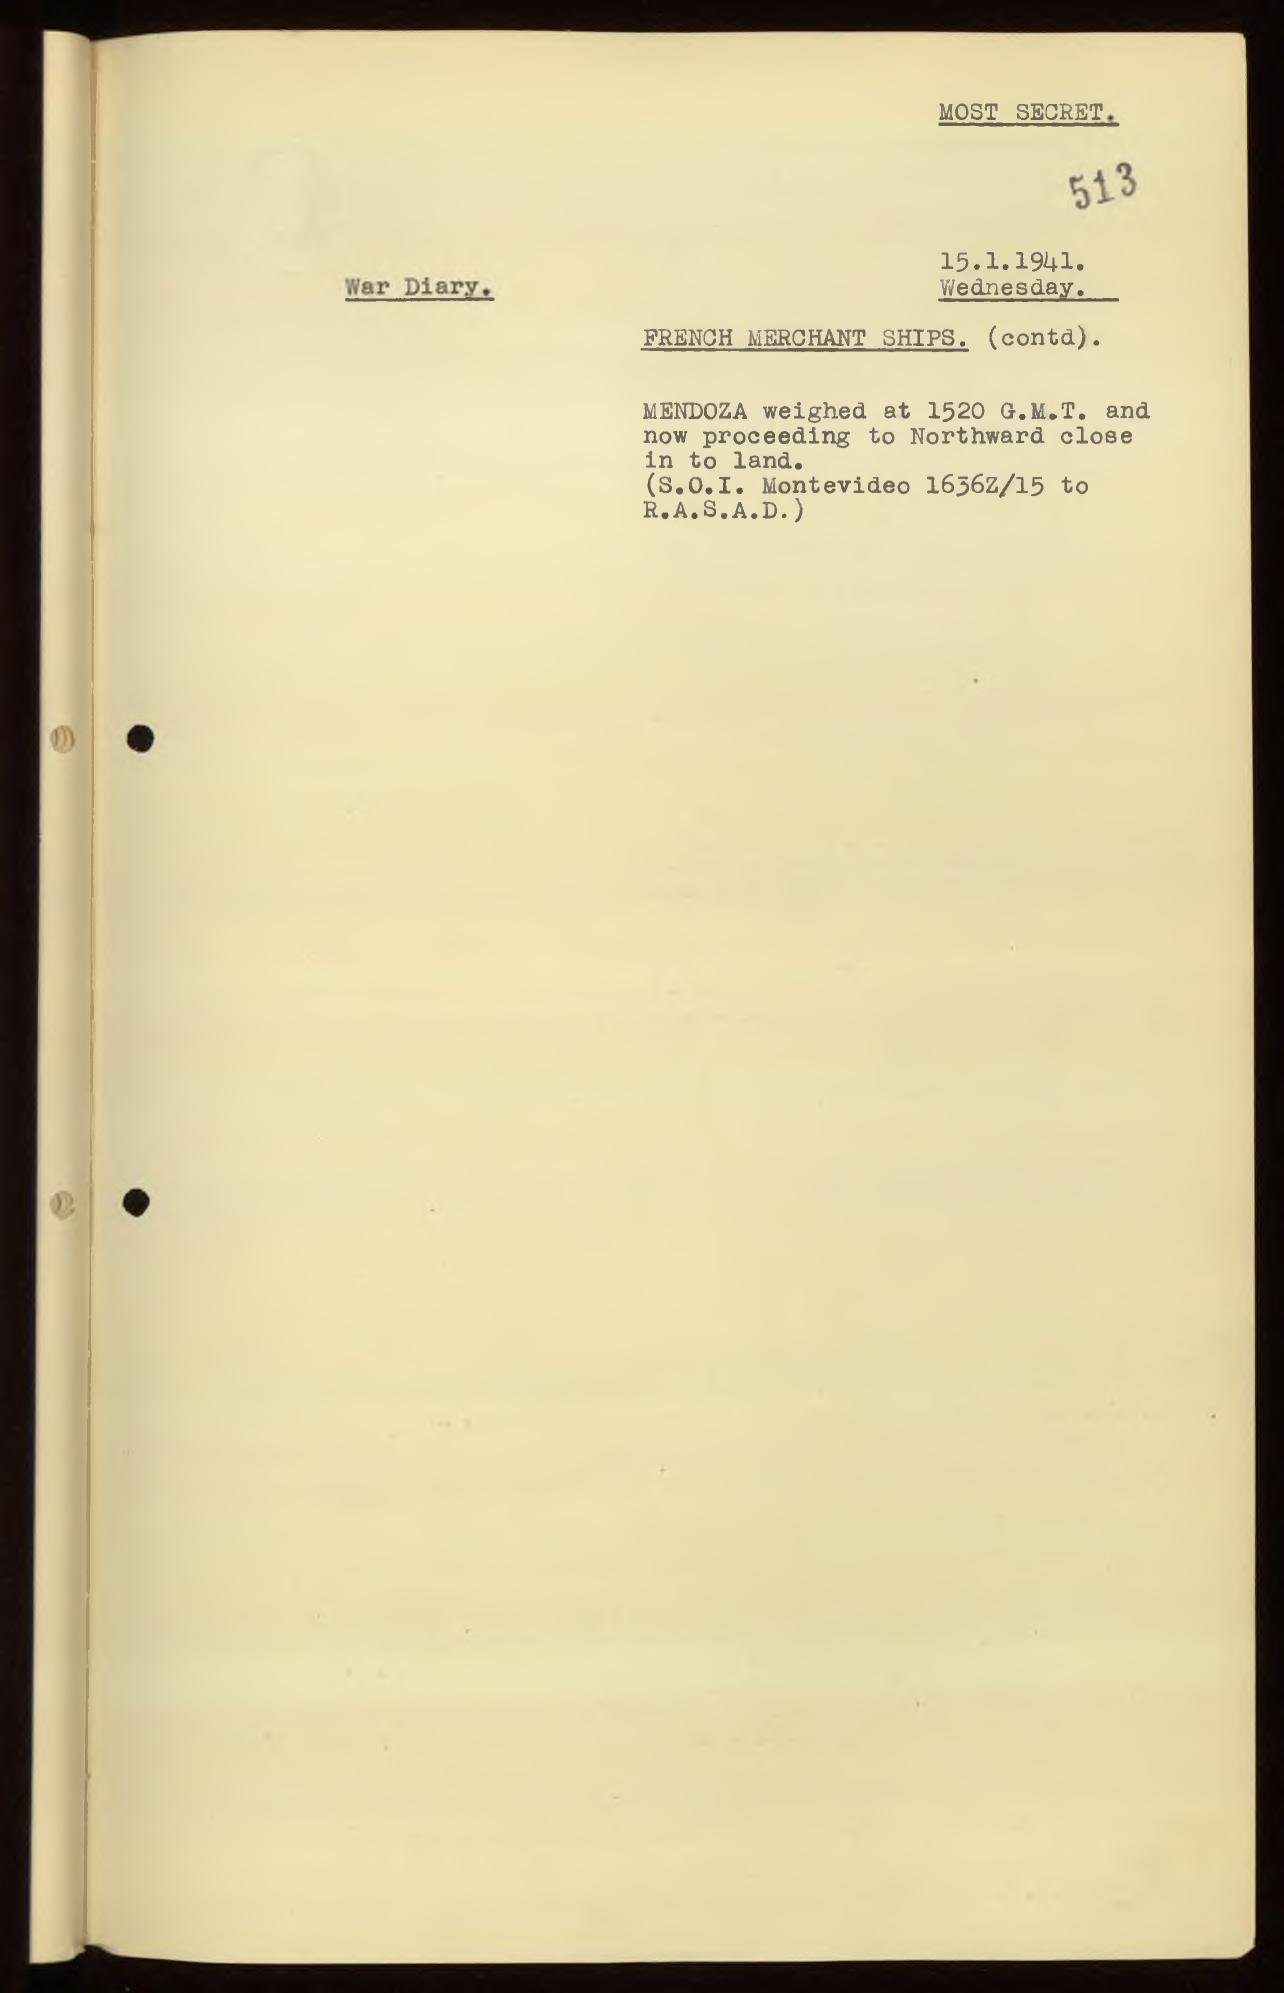 MOST SECRET.
513
15.1.1941.
War Diary.
Wednesday.
FRENCH MERCHANT SHIPS. (contd).
MENDOZA weighed at 1520 G.M.T. and
now proceeding to Northward close
in to land.
(S.O.I. Montevideo 1636Z/15 to
R.A.S.A.D.)